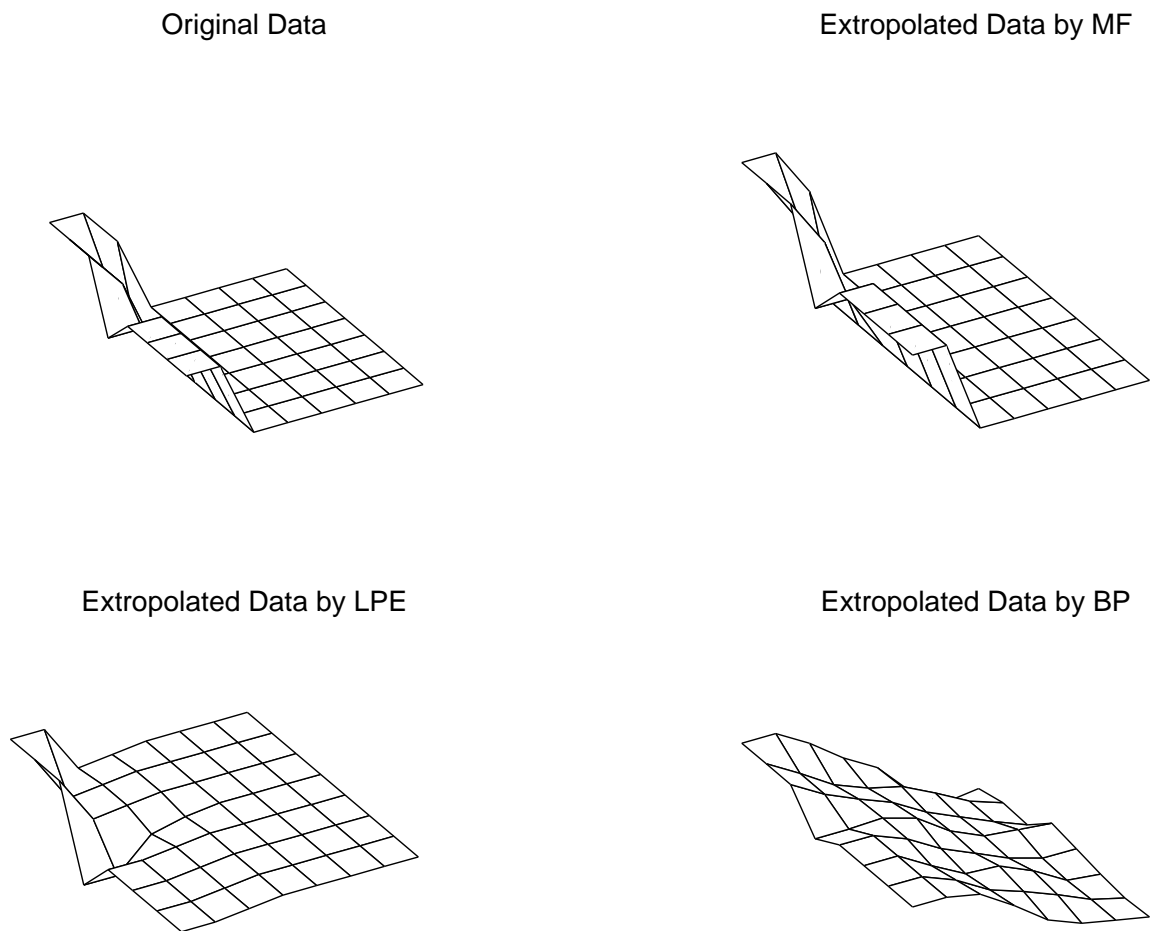 Original Data
Extropolated Data by MF
Extropolated Data by LPE
Extropolated Data by BP